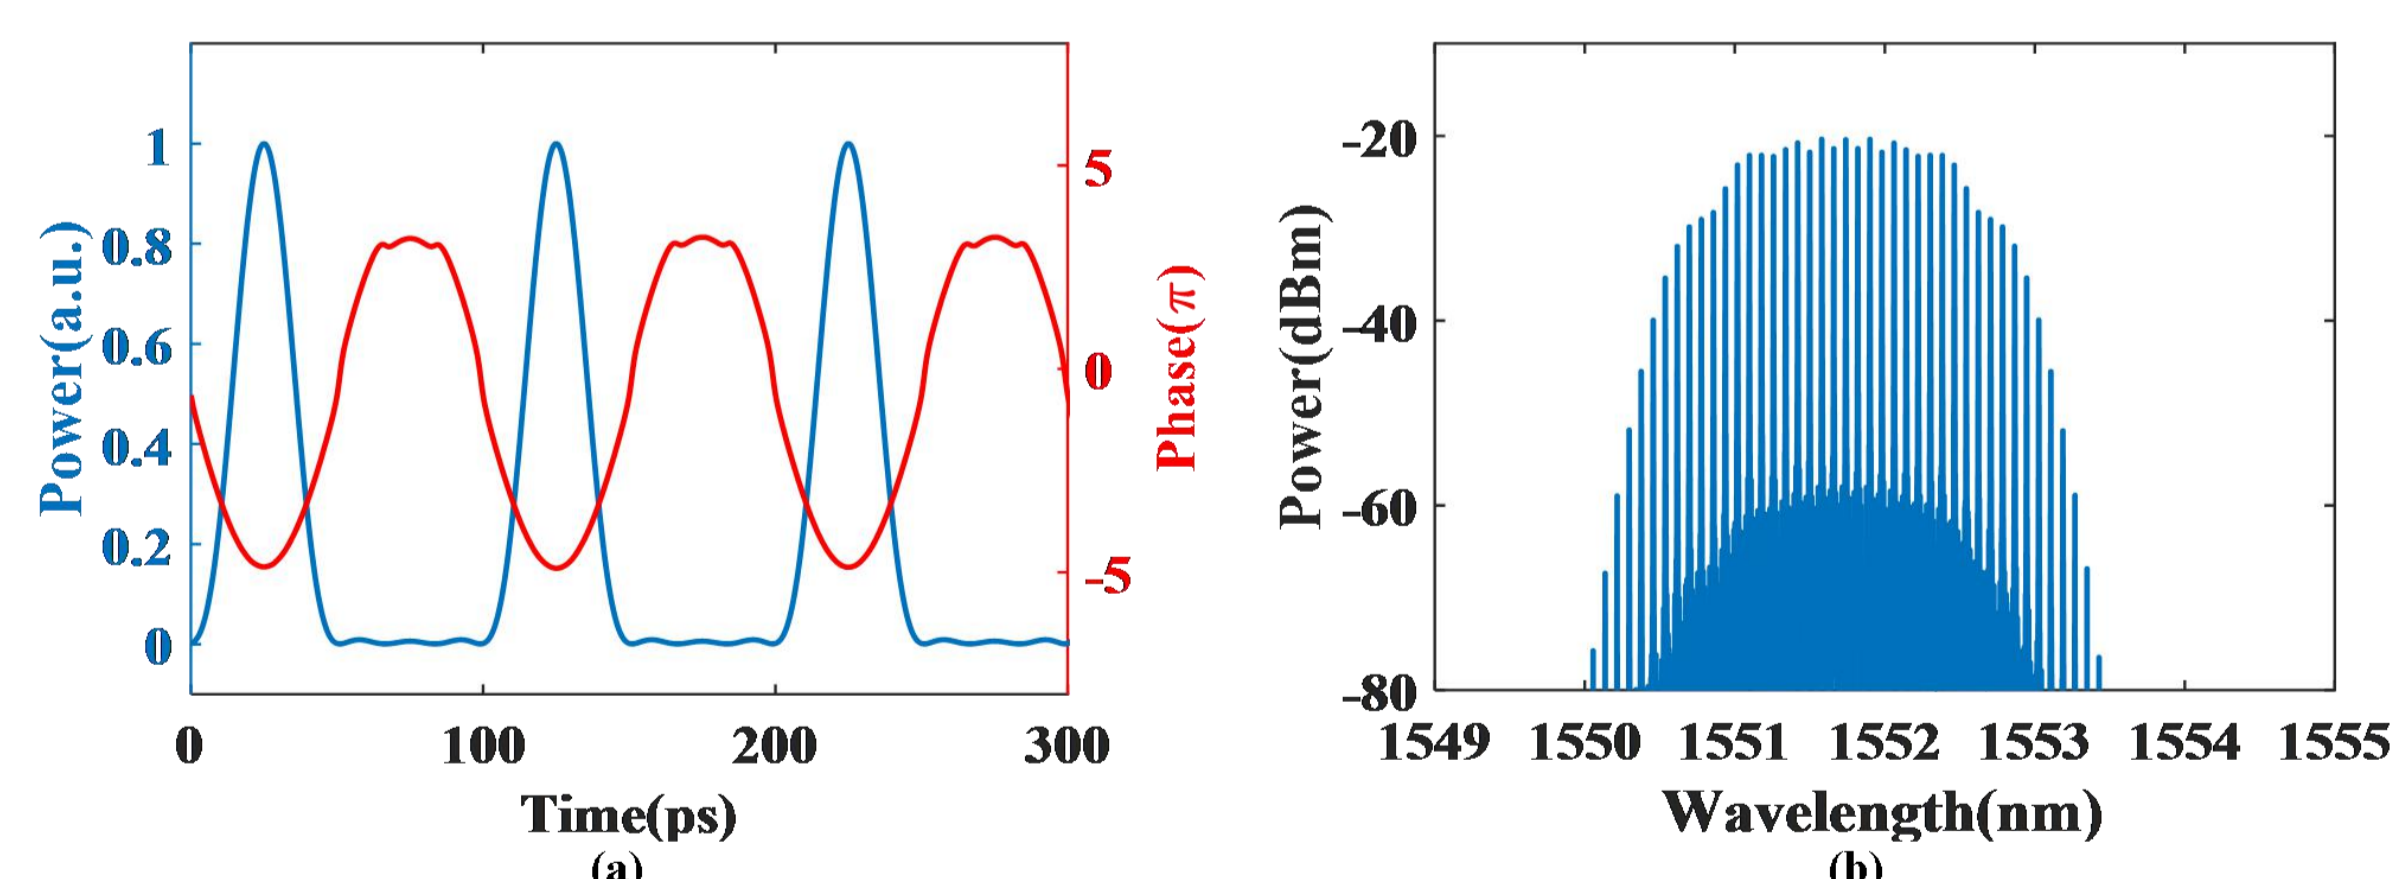 Power(a.u.)
1
0.8
0.6
0.4
0.2
0
5
0
-5
Phase(π)
0 100 200 300
Time(ps)
(a)
Power(dBm)
-20
-40
-60
-80
1549 1550 1551 1552 1553 1554 1555
Wavelength(nm)
(b)